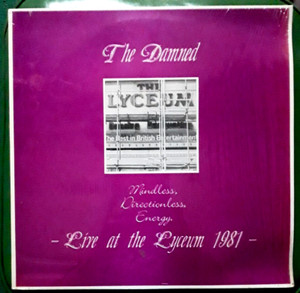 The Damned
THE
LYCEUM
The Best in British Entertainment
Mindless,
Directionless,
Energy.
- Live at the Lyceum 1981 -